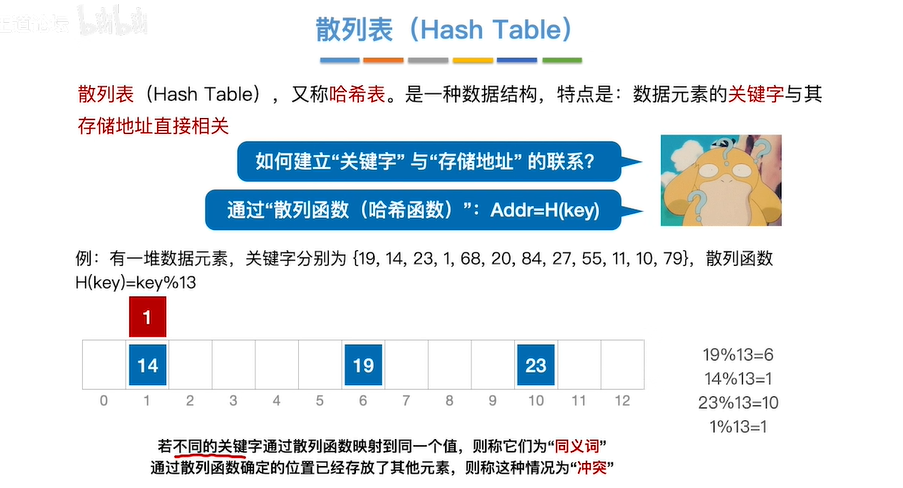 散列表（Hash Table）
散列表（Hash Table），又称哈希表。是一种数据结构，特点是：数据元素的关键字与其
存储地址直接相关
如何建立“关键字” 与“存储地址” 的联系？
通过“散列函数（哈希函数）”：Addr=H(key)
例：有一堆数据元素，关键字分别为 {19, 14, 23, 1, 68, 20, 84, 27, 55, 11, 10, 79}，散列函数
H(key)=key%13
1
14 19 23
0 1 2 3 4 5 6 7 8 9 10 11 12
19%13=6
14%13=1
23%13=10
1%13=1
若不同的关键字通过散列函数映射到同一个值，则称它们为“同义词”
通过散列函数确定的位置已经存放了其他元素，则称这种情况为“冲突”